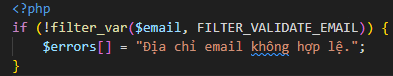 <?php
if (!filter_var($email, FILTER_VALIDATE_EMAIL)) {
    $errors[] = "Địa chỉ email không hợp lệ.";
}